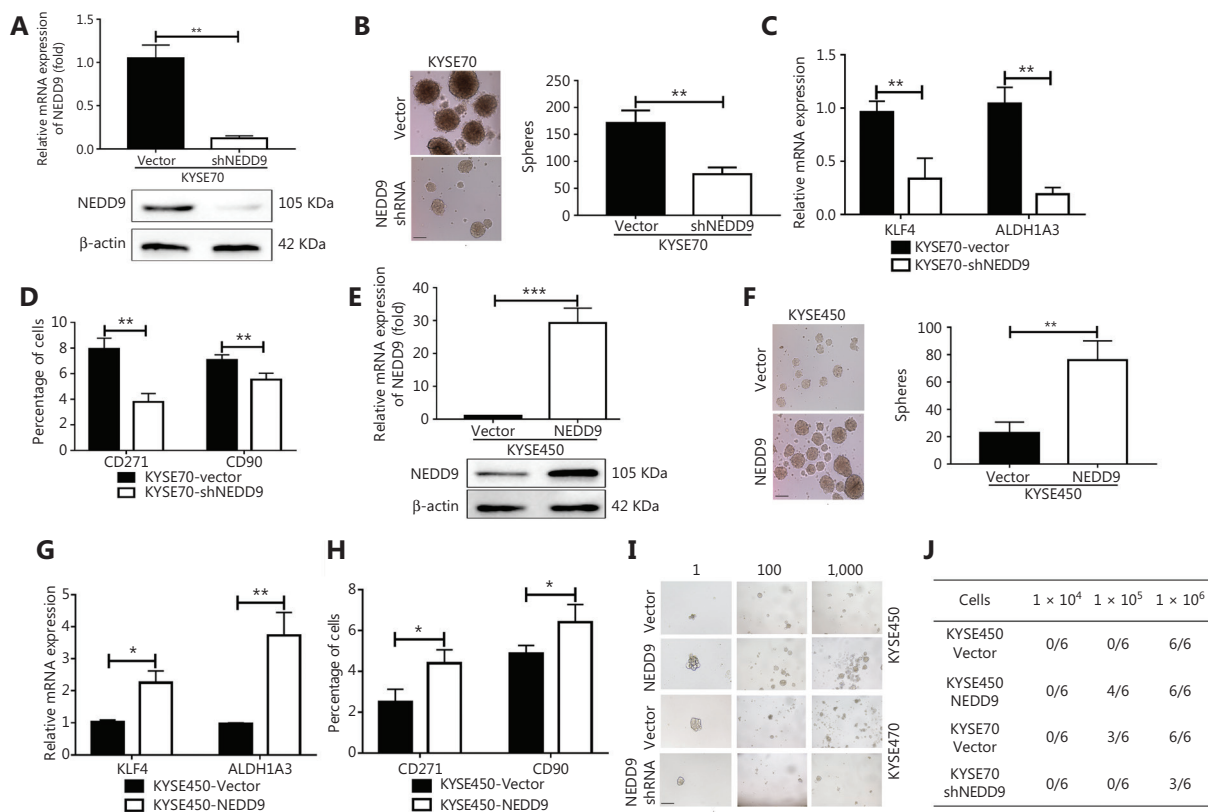 A
Relative mRNA expression
of NEDD9 (fold)
1.5
1.0
0.5
0.0
**
Vector shNEDD9
KYSE70
NEDD9
105 KDa
β-actin
42 KDa
B
KYSE70
Vector
NEDD9
shRNA
Spheres
250
200
150
100
50
0
**
Vector shNEDD9
KYSE70
C
Relative mRNA expression
1.5
1.0
0.5
0.0
**
**
KLF4 ALDH1A3
KYSE70-vector
KYSE70-shNEDD9
D
Percentage of cells
10
8
6
4
2
0
**
**
CD271 CD90
KYSE70-vector
KYSE70-shNEDD9
E
Relative mRNA expression
of NEDD9 (fold)
40
30
20
10
0
***
Vector NEDD9
KYSE450
NEDD9
105 KDa
β-actin
42 KDa
F
KYSE450
Vector
NEDD9
Spheres
100
80
60
40
20
0
**
Vector NEDD9
KYSE450
G
Relative mRNA expression
5
4
3
2
1
0
*
**
KLF4 ALDH1A3
KYSE450-Vector
KYSE450-NEDD9
H
Percentage of cells
8
6
4
2
0
*
*
CD271 CD90
KYSE450-Vector
KYSE450-NEDD9
I
1 100 1,000
Vector
NEDD9
KYSE450
Vector
NEDD9
shRNA
KYSE470
J
Cells 1 × 10⁴ 1 × 10⁵ 1 × 10⁶
KYSE450
Vector 0/6 0/6 6/6
KYSE450
NEDD9 0/6 4/6 6/6
KYSE70
Vector 0/6 3/6 6/6
KYSE70
shNEDD9 0/6 0/6 3/6